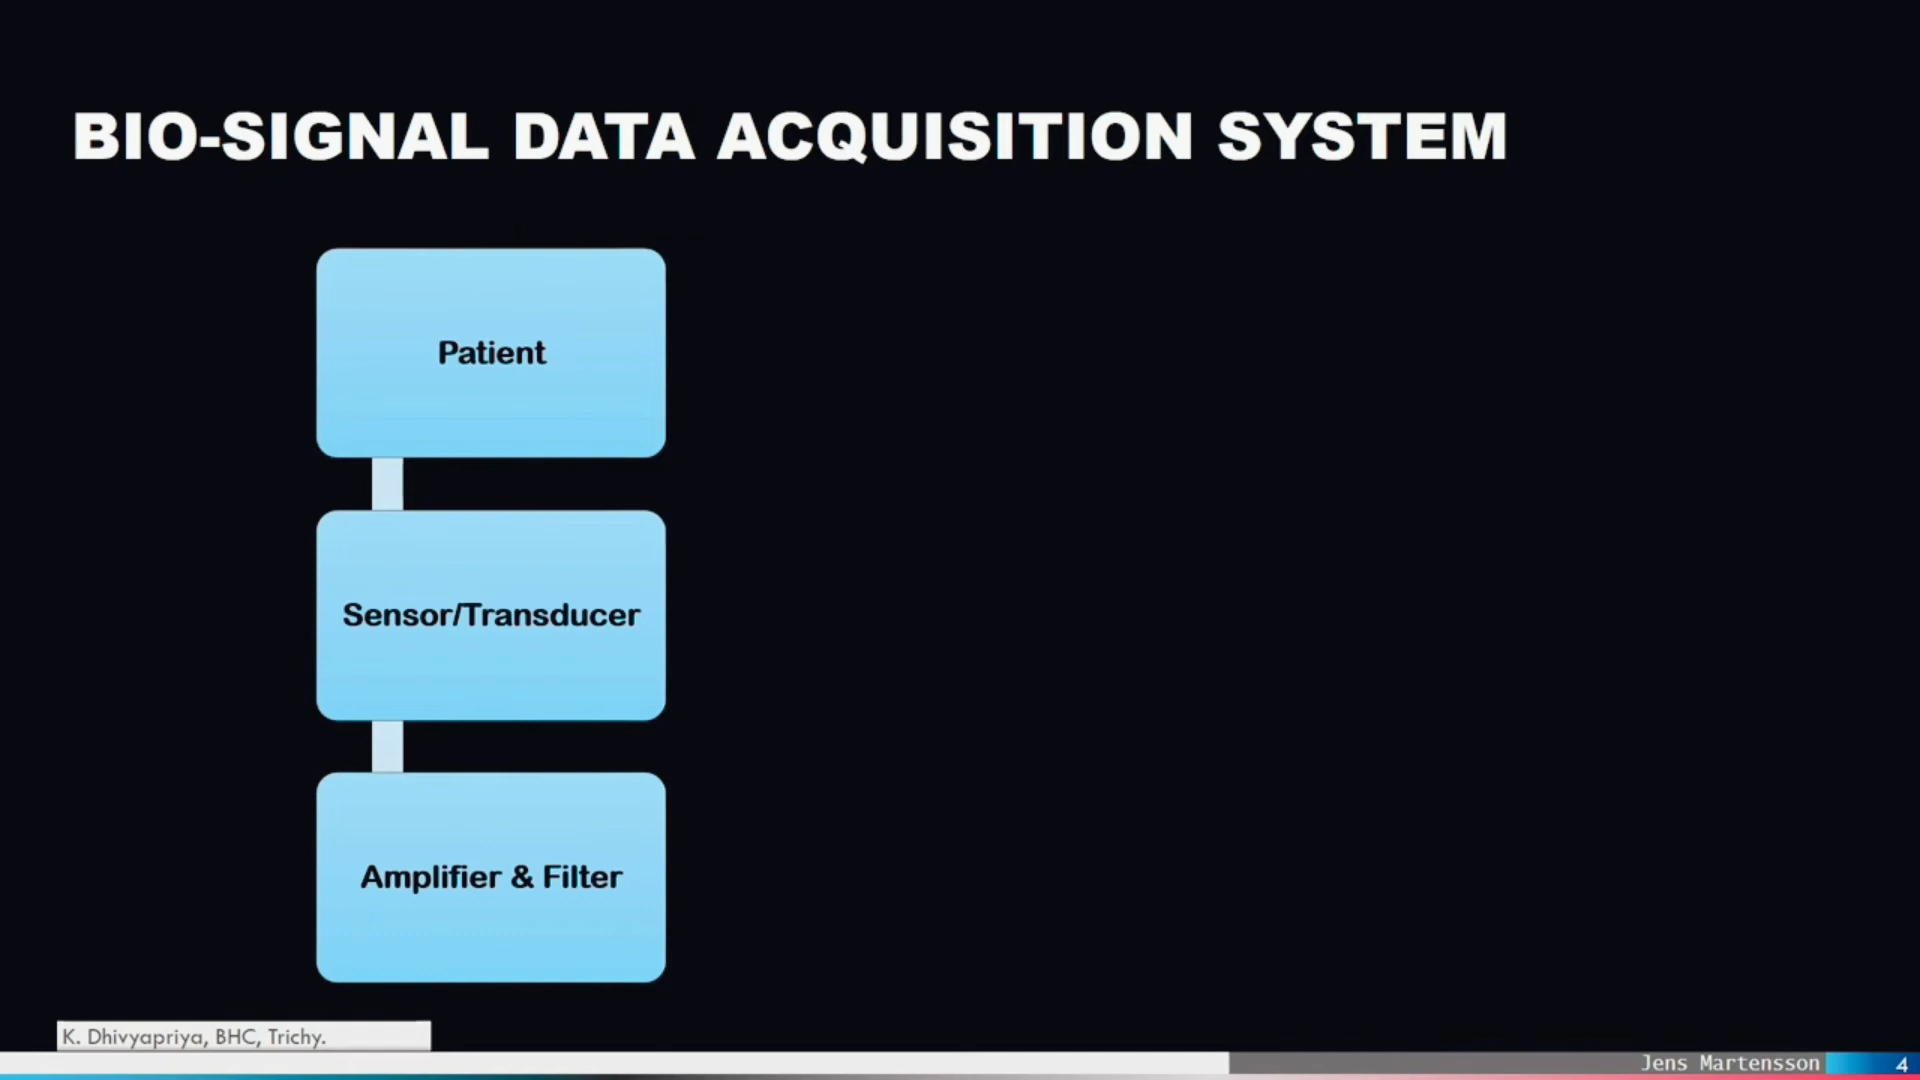 BIO-SIGNAL DATA ACQUISITION SYSTEM
Patient
Sensor/Transducer
Amplifier & Filter
K. Dhivyapriya, BHC, Trichy.
Jens Martensson
4